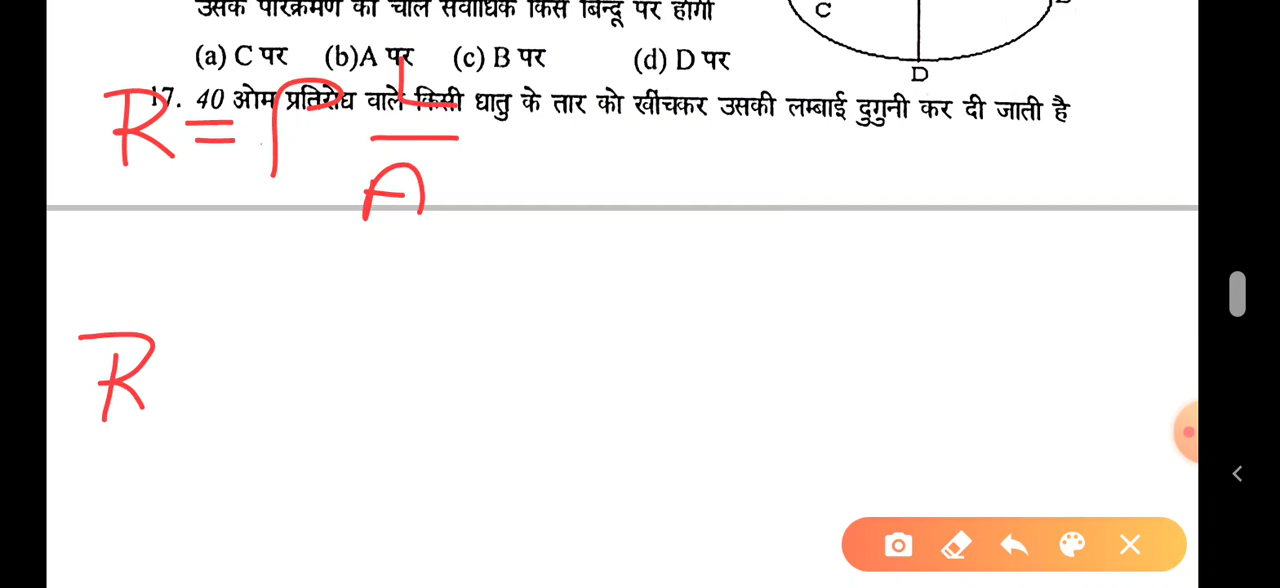 उसके परिक्रमण की चाल सर्वाधिक किस बिन्दू पर होगी
C
(a) C पर (b)A पर (c) B पर (d) D पर
D
17. 40 ओम प्रतिरोध वाले किसी धातु के तार को खींचकर उसकी लम्बाई दुगुनी कर दी जाती है
R = ρ L
A
R